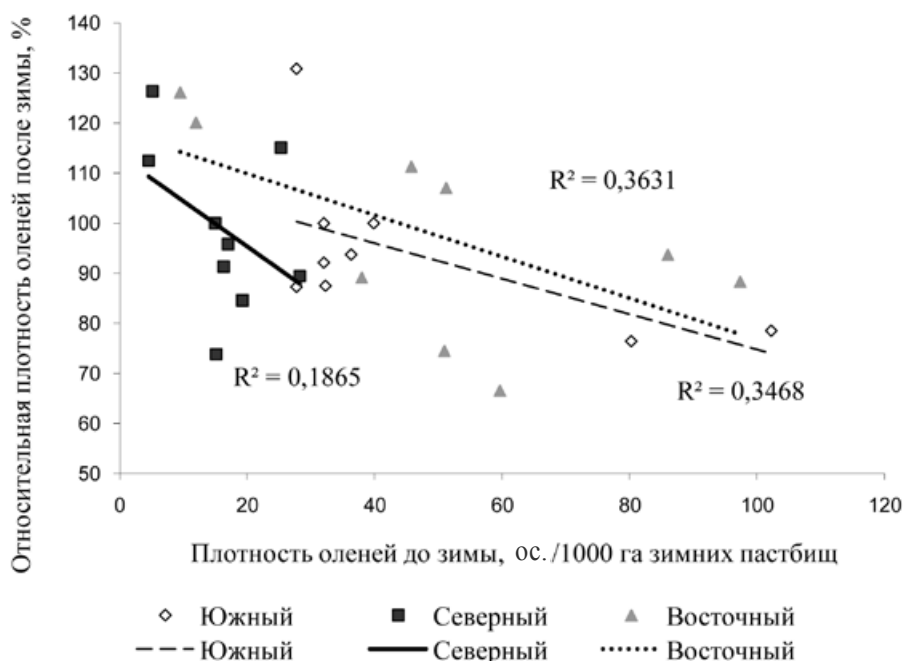 Относительная плотность оленей после зимы, %
140
130
120
110
100
90
80
70
60
50
R² = 0,3631
R² = 0,1865
R² = 0,3468
0 20 40 60 80 100 120
Плотность оленей до зимы, ос./1000 га зимних пастбищ
Южный Северный Восточный
Южный Северный Восточный